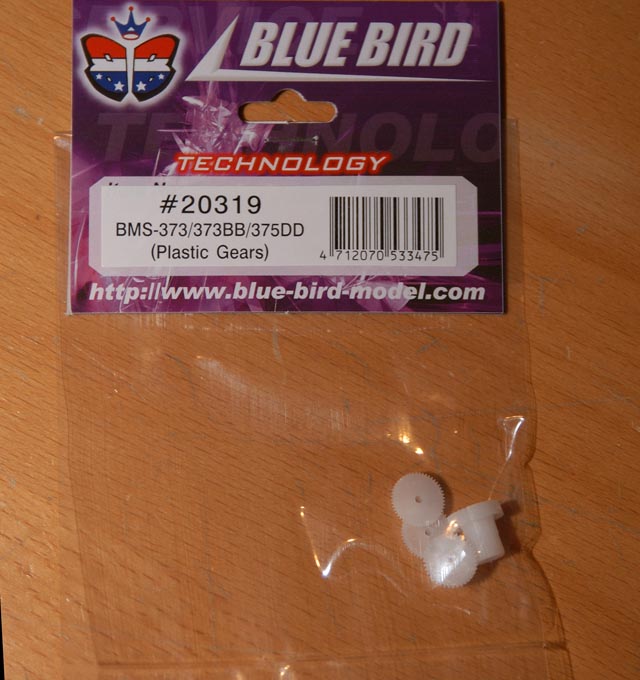 BLUE BIRD
TECHNOLOGY
#20319
BMS-373/373BB/375DD
(Plastic Gears)
4 712070 533475
http://www.blue-bird-model.com